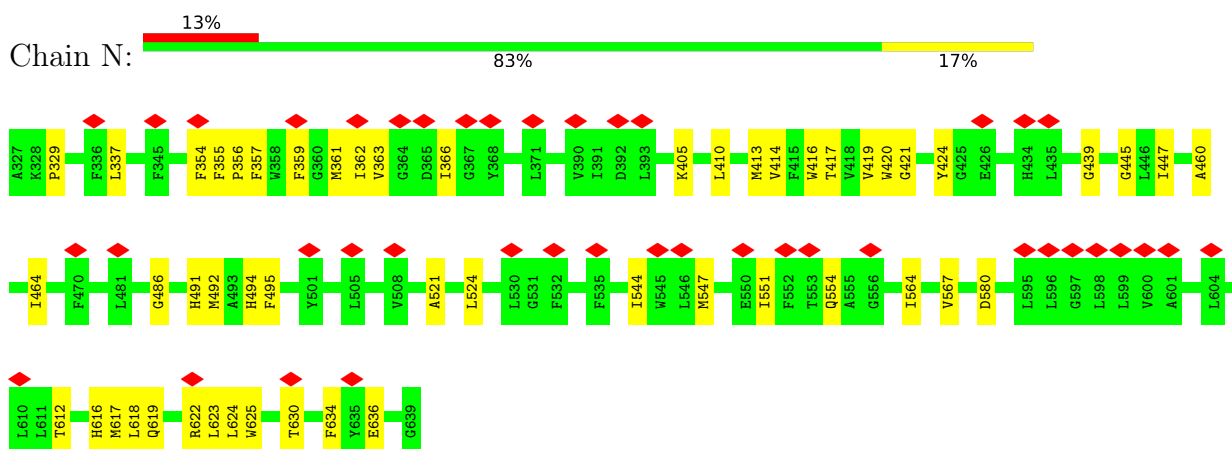 13%
Chain N:
83% 17%
A327 K328 P329 F336 L337 F345 F354 F355 P356 F357 W358 F359 G360 M361 I362 V363 G364 D365 I366 G367 Y368 L371 V390 I391 D392 L393 K405 L410 M413 V414 F415 W416 T417 V418 V419 W420 G421 Y424 G425 E426 H434 L435 G439 G445 L446 I447 A460
I464 F470 L481 G486 H491 M492 A493 H494 F495 Y501 L505 V508 A521 L524 L530 G531 F532 F535 I544 W545 L546 M547 E550 I551 F552 T553 Q554 A555 G556 I564 V567 D580 L595 L596 G597 L598 L599 V600 A601 L604
L610 L611 T612 H616 M617 L618 Q619 R622 L623 L624 W625 T630 F634 Y635 E636 G639